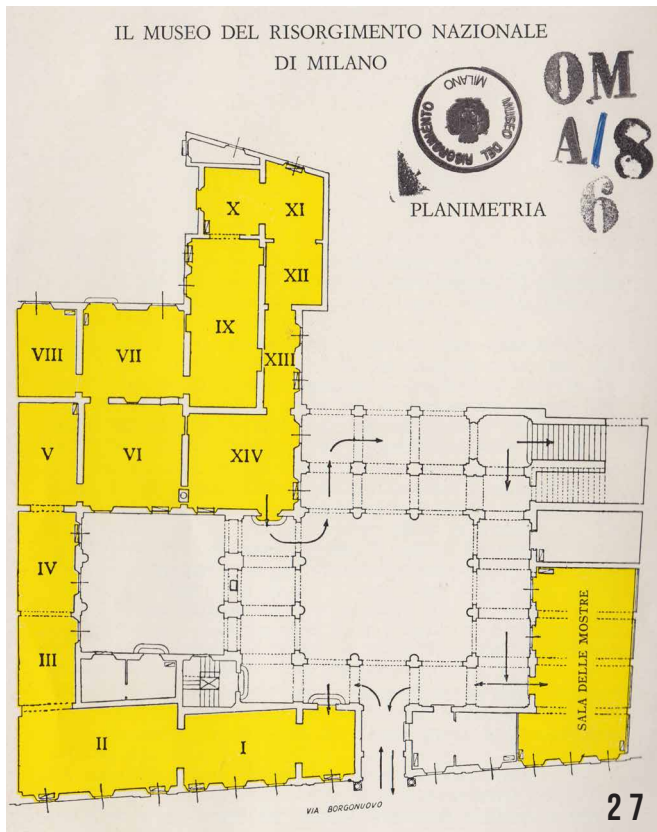 IL MUSEO DEL RISORGIMENTO NAZIONALE
DI MILANO
MUSEO DEL RISORGIMENTO
MILANO
OM
A/8
6
PLANIMETRIA
X
XI
XII
IX
VIII
VII
XIII
V
VI
XIV
IV
III
SALA DELLE MOSTRE
II
I
VIA BORGONUOVO
27